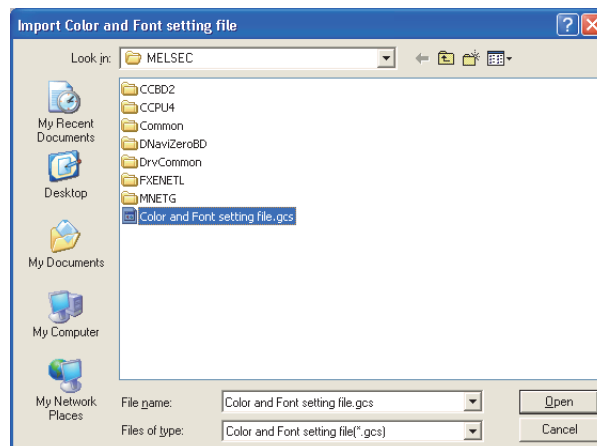 Import Color and Font setting file
Look in: MELSEC
CCBD2
CCPU4
Common
DNaviZeroBD
DrvCommon
FXENETL
MNETG
Color and Font setting file.gcs
My Recent
Documents
Desktop
My Documents
My Computer
My Network
Places
File name: Color and Font setting file.gcs Open
Files of type: Color and Font setting file(*.gcs) Cancel